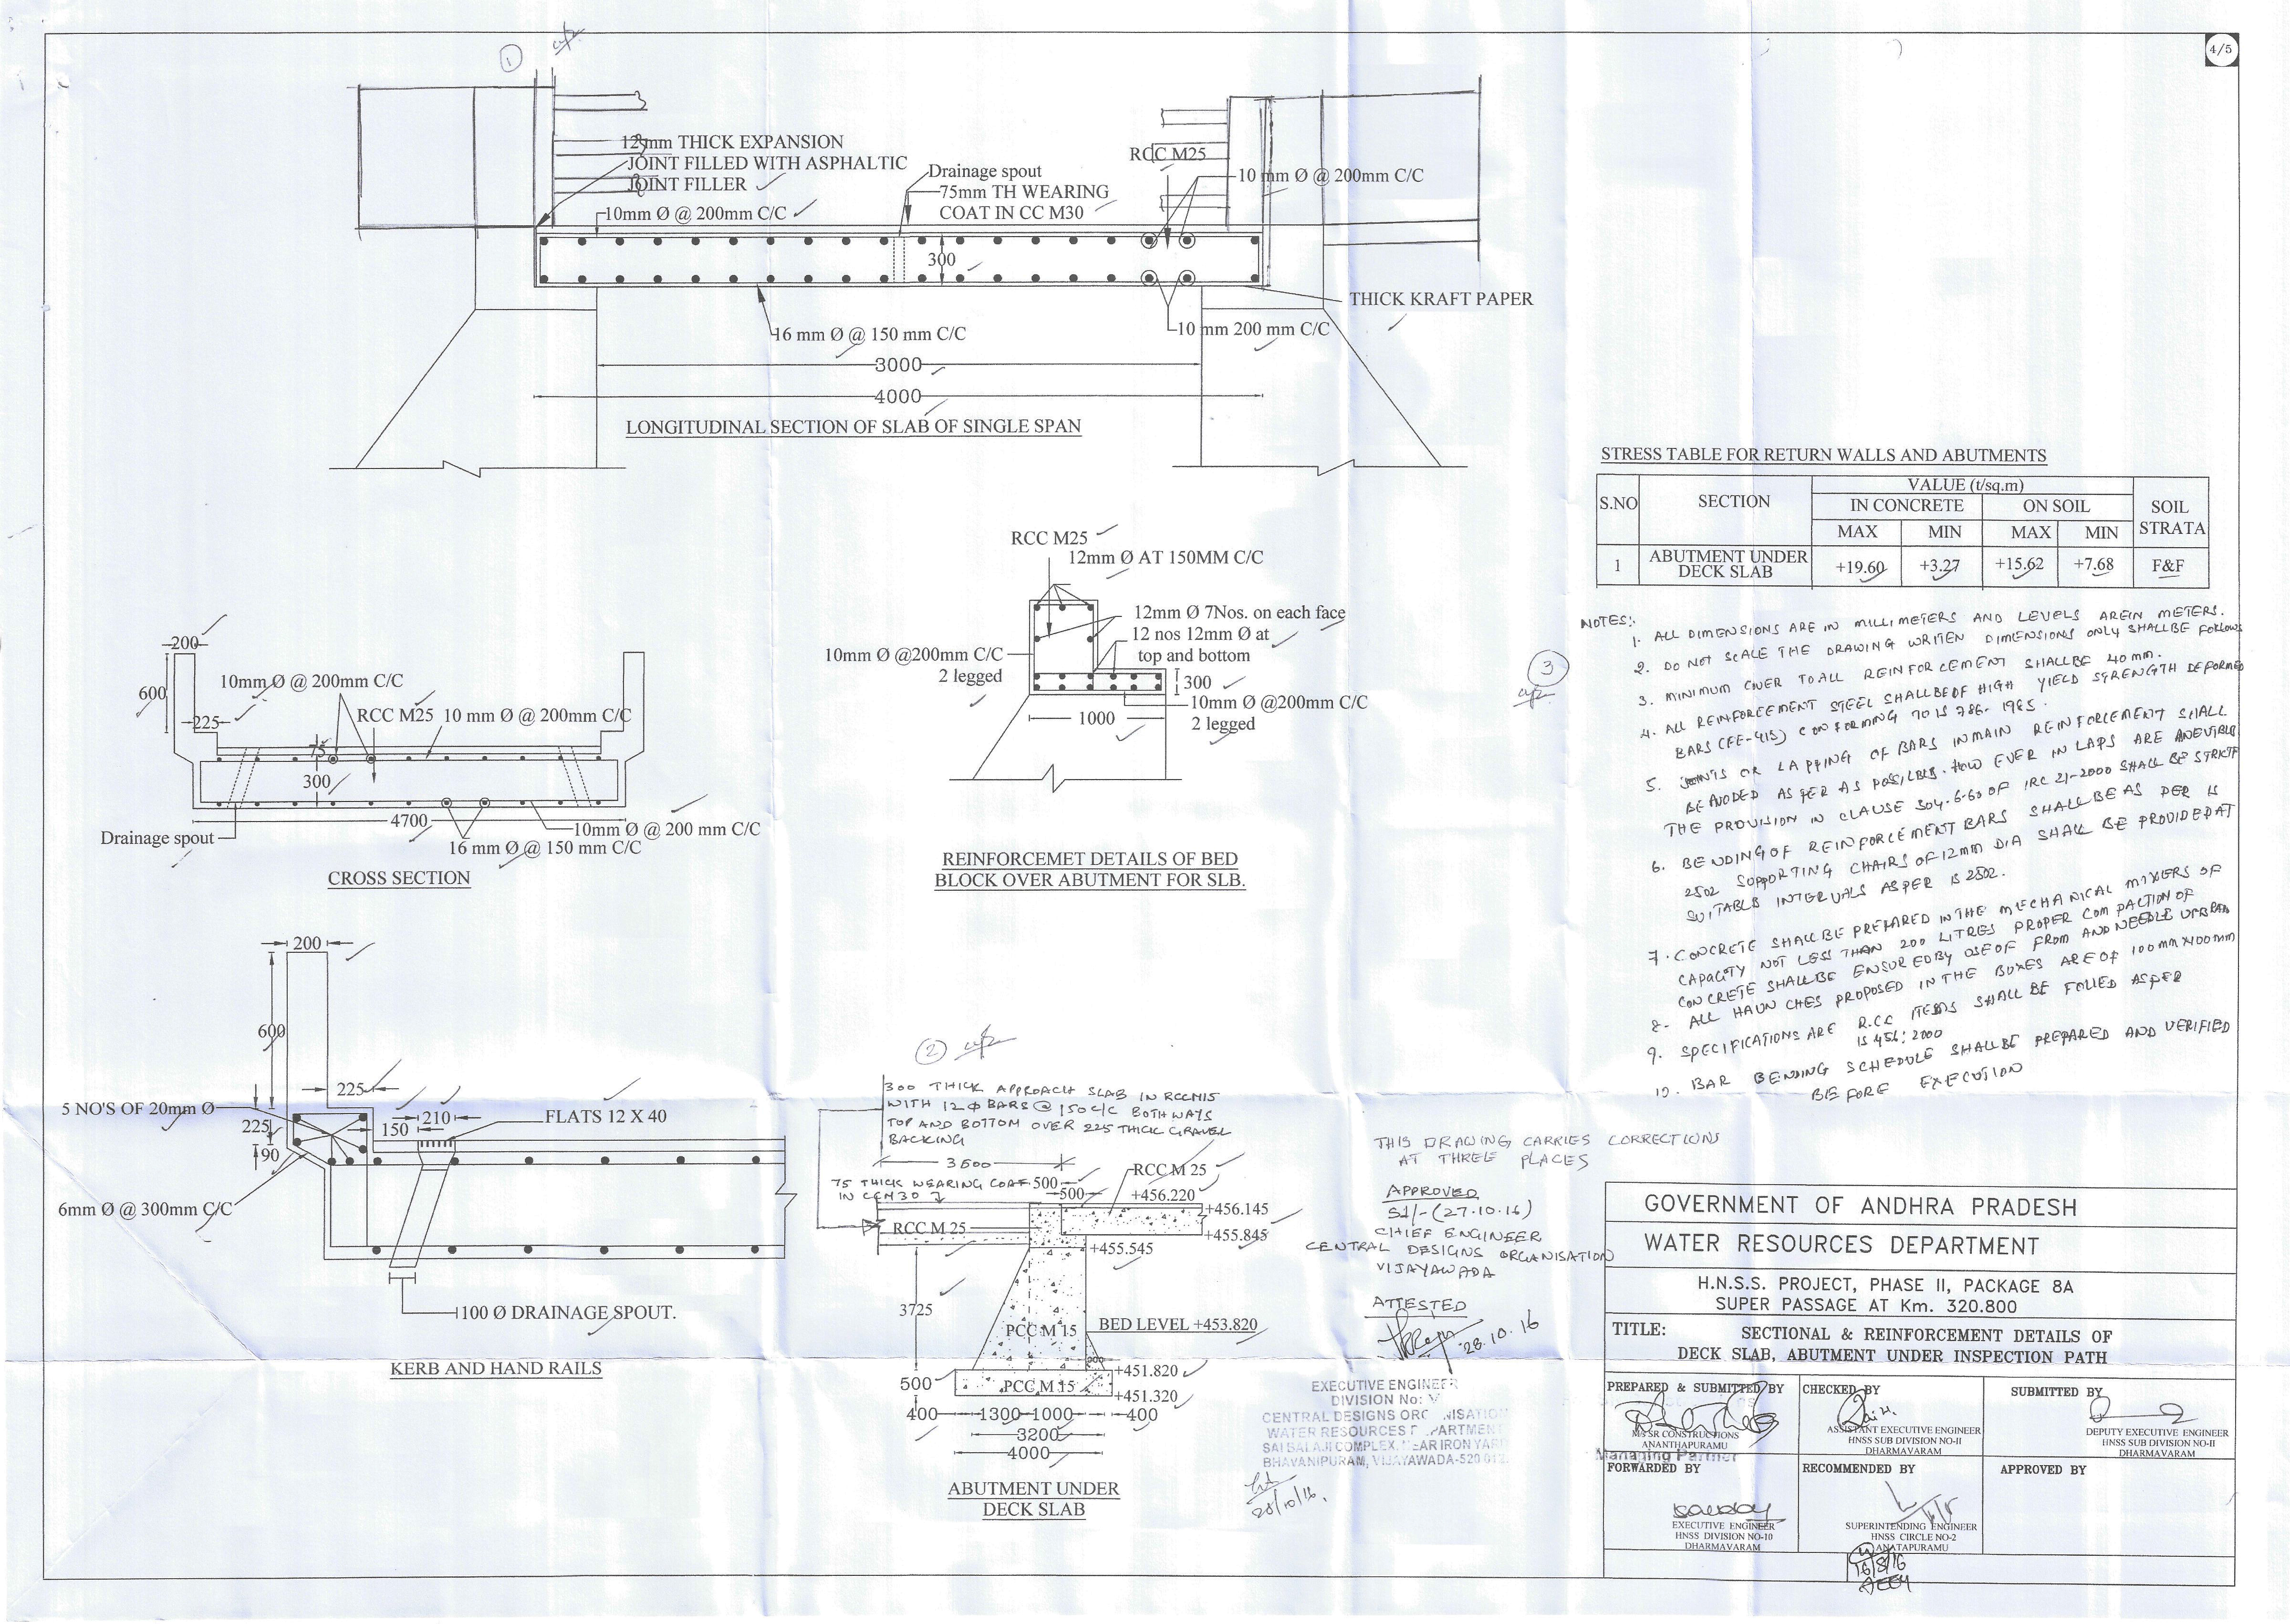 4/5
1
12mm THICK EXPANSION
JOINT FILLED WITH ASPHALTIC
JOINT FILLER
10mm Ø @ 200mm C/C
Drainage spout
75mm TH WEARING
COAT IN CC M30
RCC M25
10 mm Ø @ 200mm C/C
300
THICK KRAFT PAPER
16 mm Ø @ 150 mm C/C
10 mm 200 mm C/C
3000
4000
LONGITUDINAL SECTION OF SLAB OF SINGLE SPAN
STRESS TABLE FOR RETURN WALLS AND ABUTMENTS
S.NO
SECTION
VALUE (t/sq.m)
IN CONCRETE
ON SOIL
SOIL
STRATA
MAX
MIN
MAX
MIN
1
ABUTMENT UNDER
DECK SLAB
+19.60
+3.27
+15.62
+7.68
F&F
RCC M25
12mm Ø AT 150MM C/C
12mm Ø 7Nos. on each face
12 nos 12mm Ø at
top and bottom
10mm Ø @200mm C/C
2 legged
300
10mm Ø @200mm C/C
2 legged
1000
REINFORCEMET DETAILS OF BED
BLOCK OVER ABUTMENT FOR SLB.
200
600
225
10mm Ø @ 200mm C/C
RCC M25
10 mm Ø @ 200mm C/C
75
300
4700
Drainage spout
10mm Ø @ 200 mm C/C
16 mm Ø @ 150 mm C/C
CROSS SECTION
3
NOTES:-
1. ALL DIMENSIONS ARE IN MILLIMETERS AND LEVELS AREIN METERS.
2. DO NOT SCALE THE DRAWING WRITEN DIMENSIONS ONLY SHALLBE FOLLOWS
3. MINIMUM COVER TO ALL REINFORCEMENT SHALLBE 40mm.
4. ALL REINFORCEMENT STEEL SHALLBE OF HIGH YIELD STRENGTH DEFORMED
BARS (FE-415) CONFORMNG TO IS 786-1985.
5. JOINTS OR LAPPING OF BARS IN MAIN REINFORCEMENT SHALL
BE AVODED AS PER AS POSSILBLE. HOW EVER IN LAPS ARE ANEVITIBLE
THE PROVISION IN CLAUSE 304.6.60 OF IRC 21-2000 SHALL BE STRICTF
6. BENDING OF REINFORCEMENT BARS SHALLBE AS PER IS
2502 SUPPORTING CHAIRS OF 12MM DIA SHALL BE PROVIDED AT
SUITABLE INTERVALS AS PER IS 2502.
7. CONCRETE SHALLBE PREPARED IN THE MECHANICAL MIXERS OF
CAPACITY NOT LESS THAN 200 LITRES PROPER COMPACTION OF
CONCRETE SHALLBE ENSURED BY USE OF FROM AND NEEDLE
8. ALL HAUNCHES PROPOSED IN THE BOXES ARE OF 100mm X100mm
9. SPECIFICATIONS ARE R.C.C ITEMS SHALL BE FOLLED AS PER
IS 456:2000
10. BAR BENDING SCHEDULE SHALLBE PREPARED AND VERIFIED
BEFORE EXECUTION
200
600
225
5 NO'S OF 20mm Ø
225
90
150
210
FLATS 12 X 40
6mm Ø @ 300mm C/C
100 Ø DRAINAGE SPOUT.
KERB AND HAND RAILS
2
300 THICK APPROACH SLAB IN RCCM15
WITH 12 Φ BARS @ 150 C/C BOTH WAYS
TOP AND BOTTOM OVER 225 THICK GRAVEL
BACKING
3500
75 THICK WEARING COAT
IN CCM30
500
500
RCC M 25
+456.220
+456.145
+455.845
RCC M 25
+455.545
3725
PCC M 15
BED LEVEL +453.820
300
+451.820
500
PCC M 15
+451.320
400
1300
1000
400
3200
4000
ABUTMENT UNDER
DECK SLAB
THIS DRAWING CARRIES CORRECTIONS
AT THREE PLACES
APPROVED
Sd/-(27.10.16)
CHIEF ENGINEER
CENTRAL DESIGNS ORGANISATION
VIJAYAWADA
ATTESTED
28.10.16
EXECUTIVE ENGINEER
DIVISION No: V
CENTRAL DESIGNS ORGANISATION
WATER RESOURCES DEPARTMENT
SAI BALAJI COMPLEX, NEAR IRON YARD
BHAVANIPURAM, VIJAYAWADA-520 012.
28/10/16.
GOVERNMENT OF ANDHRA PRADESH
WATER RESOURCES DEPARTMENT
H.N.S.S. PROJECT, PHASE II, PACKAGE 8A
SUPER PASSAGE AT Km. 320.800
TITLE: SECTIONAL & REINFORCEMENT DETAILS OF
DECK SLAB, ABUTMENT UNDER INSPECTION PATH
PREPARED & SUBMITTED BY
M/S SR CONSTRUCTIONS
ANANTHAPURAMU
Managing Partner
CHECKED BY
ASSISTANT EXECUTIVE ENGINEER
HNSS SUB DIVISION NO-II
DHARMAVARAM
SUBMITTED BY
DEPUTY EXECUTIVE ENGINEER
HNSS SUB DIVISION NO-II
DHARMAVARAM
FORWARDED BY
EXECUTIVE ENGINEER
HNSS DIVISION NO-10
DHARMAVARAM
RECOMMENDED BY
SUPERINTENDING ENGINEER
HNSS CIRCLE NO-2
ANATAPURAMU
16/8/16
APPROVED BY